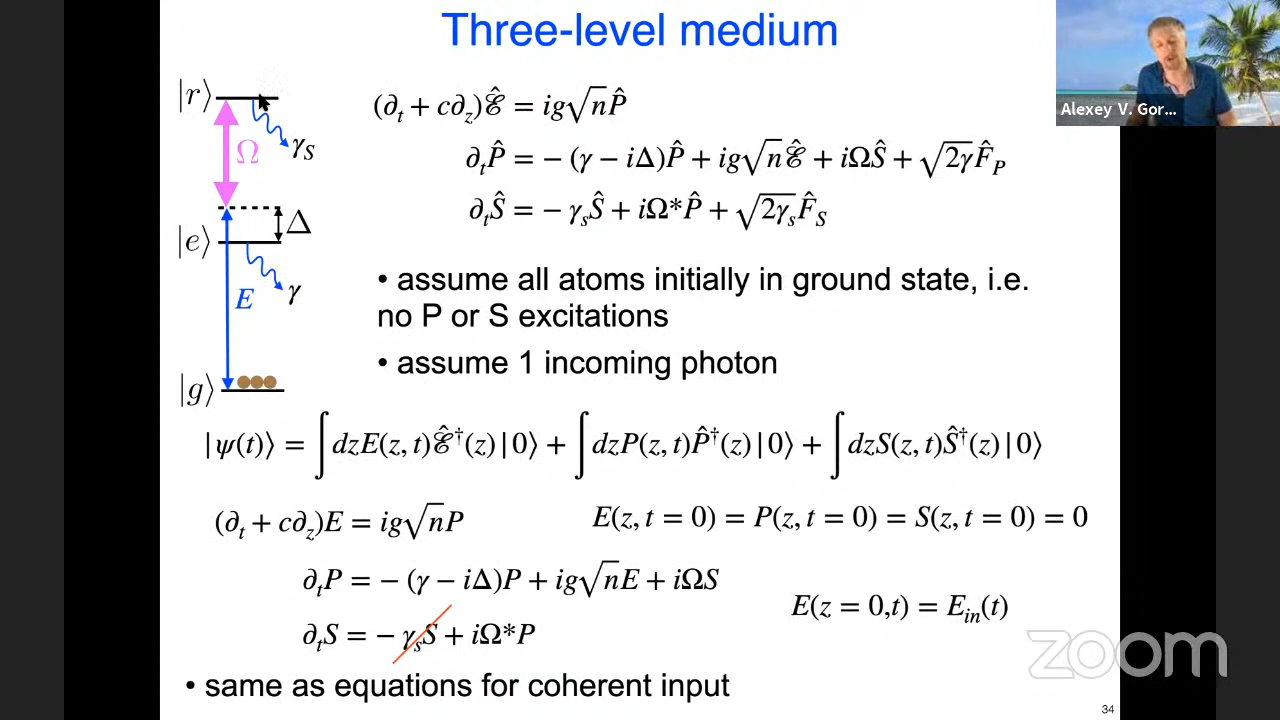 Three-level medium
Alexey V. Gor...
|r⟩
γ_S
Ω
Δ
|e⟩
γ
E
|g⟩
(∂_t + c∂_z)ℰ̂ = ig√n P̂
∂_t P̂ = − (γ − iΔ)P̂ + ig√n ℰ̂ + iΩŜ + √(2γ) F̂_P
∂_t Ŝ = − γ_s Ŝ + iΩ*P̂ + √(2γ_s) F̂_S
• assume all atoms initially in ground state, i.e.
no P or S excitations
• assume 1 incoming photon
|ψ(t)⟩ = ∫ dzE(z, t)ℰ̂†(z)|0⟩ + ∫ dzP(z, t)P̂†(z)|0⟩ + ∫ dzS(z, t)Ŝ†(z)|0⟩
(∂_t + c∂_z)E = ig√n P
E(z, t = 0) = P(z, t = 0) = S(z, t = 0) = 0
∂_t P = − (γ − iΔ)P + ig√n E + iΩS
E(z = 0,t) = E_in(t)
∂_t S = − γ_s S + iΩ*P
• same as equations for coherent input
zoom
34